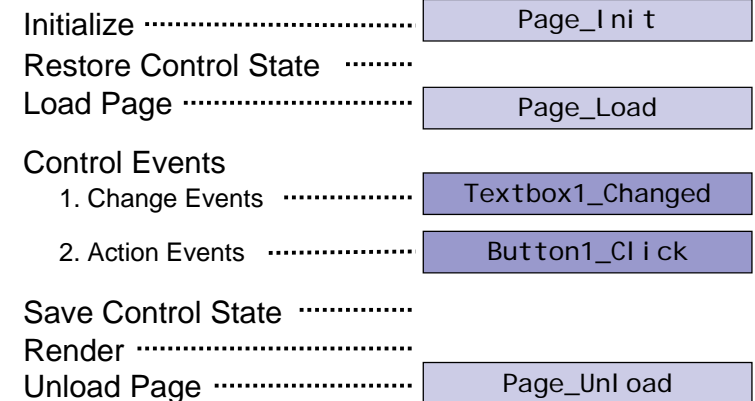 Initialize Page_Init
Restore Control State
Load Page Page_Load
Control Events
1. Change Events Textbox1_Changed
2. Action Events Button1_Click
Save Control State
Render
Unload Page Page_Unload